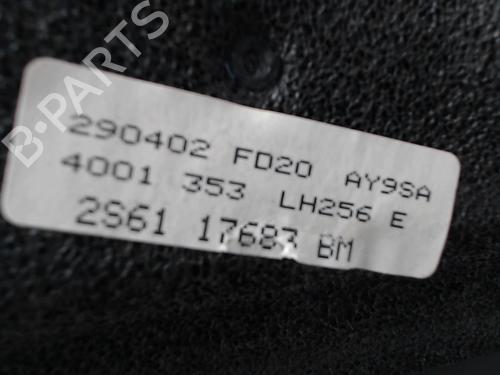 B-PARTS
290402 FD20 AY9SA
4001 353 LH256 E
2S61 17683 BM